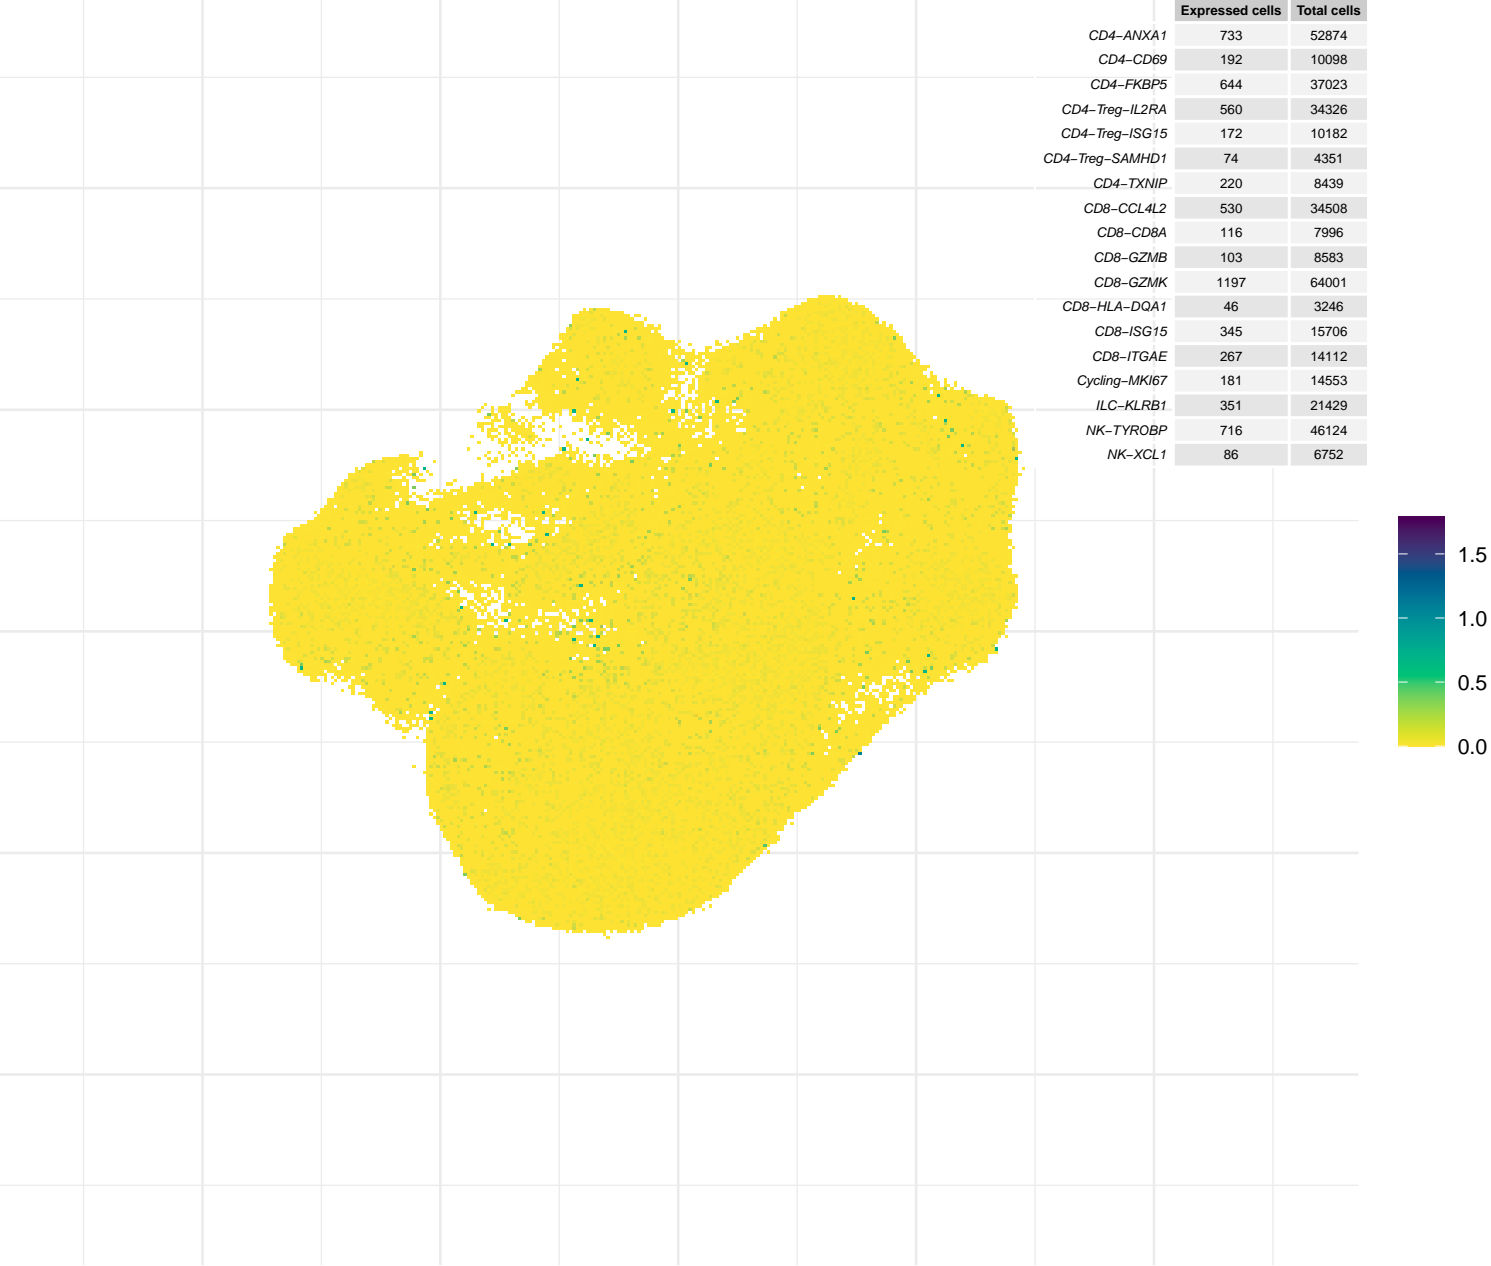 Expressed cells Total cells
CD4−ANXA1 733 52874
CD4−CD69 192 10098
CD4−FKBP5 644 37023
CD4−Treg−IL2RA 560 34326
CD4−Treg−ISG15 172 10182
CD4−Treg−SAMHD1 74 4351
CD4−TXNIP 220 8439
CD8−CCL4L2 530 34508
CD8−CD8A 116 7996
CD8−GZMB 103 8583
CD8−GZMK 1197 64001
CD8−HLA−DQA1 46 3246
CD8−ISG15 345 15706
CD8−ITGAE 267 14112
Cycling−MKI67 181 14553
ILC−KLRB1 351 21429
NK−TYROBP 716 46124
NK−XCL1 86 6752
1.5
1.0
0.5
0.0